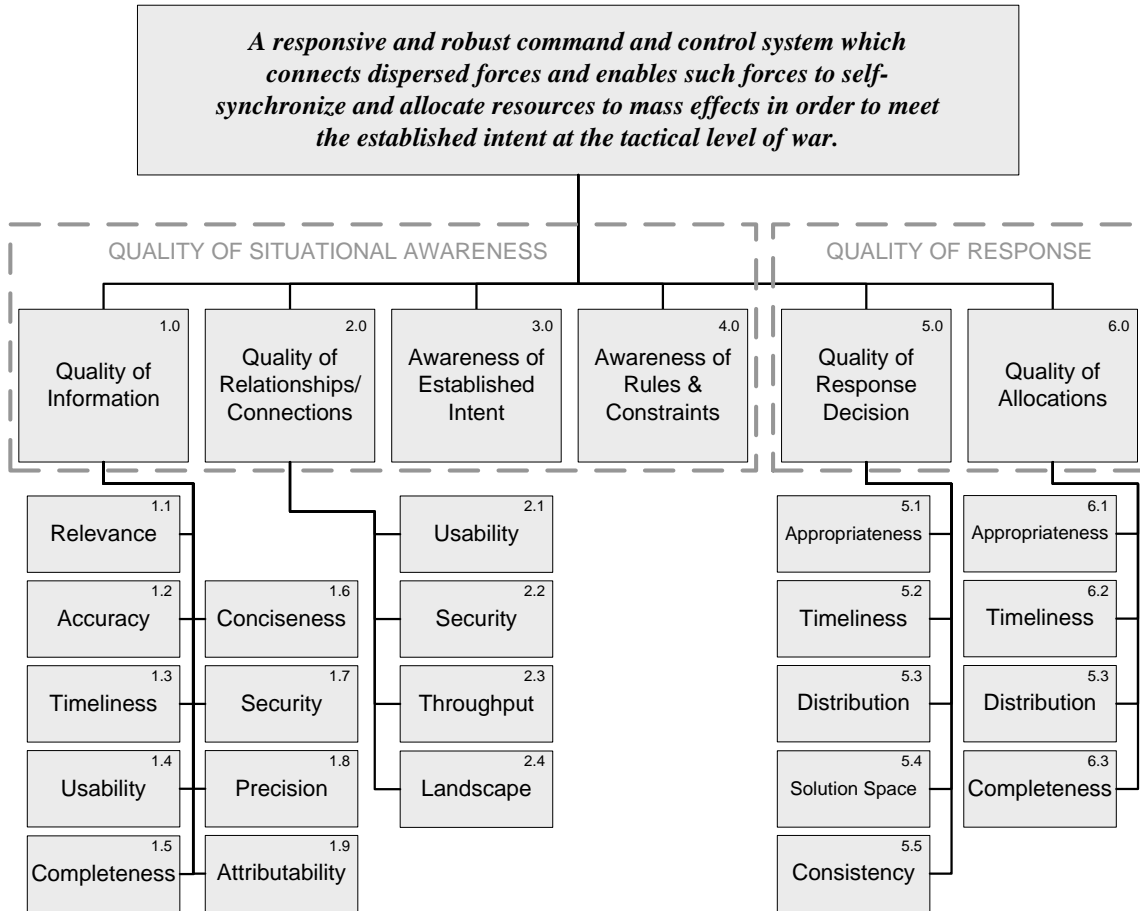 A responsive and robust command and control system which
connects dispersed forces and enables such forces to self-
synchronize and allocate resources to mass effects in order to meet
the established intent at the tactical level of war.
QUALITY OF SITUATIONAL AWARENESS
QUALITY OF RESPONSE
1.0
Quality of
Information
2.0
Quality of
Relationships/
Connections
3.0
Awareness of
Established
Intent
4.0
Awareness of
Rules &
Constraints
5.0
Quality of
Response
Decision
6.0
Quality of
Allocations
1.1
Relevance
1.2
Accuracy
1.3
Timeliness
1.4
Usability
1.5
Completeness
1.6
Conciseness
1.7
Security
1.8
Precision
1.9
Attributability
2.1
Usability
2.2
Security
2.3
Throughput
2.4
Landscape
5.1
Appropriateness
5.2
Timeliness
5.3
Distribution
5.4
Solution Space
5.5
Consistency
6.1
Appropriateness
6.2
Timeliness
5.3
Distribution
6.3
Completeness